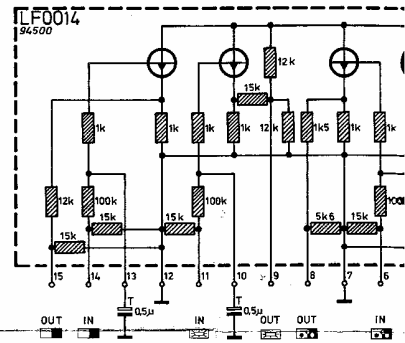 LF0014
94500
12k
15k
1k 1k 1k 1k 12k 1k5 1k 1k
12k 100k 100k 100k
15k 15k 5k6 15k
15k
15 14 13 12 11 10 9 8 7 6
T T
0,5μ 0,5μ
OUT IN IN OUT OUT IN